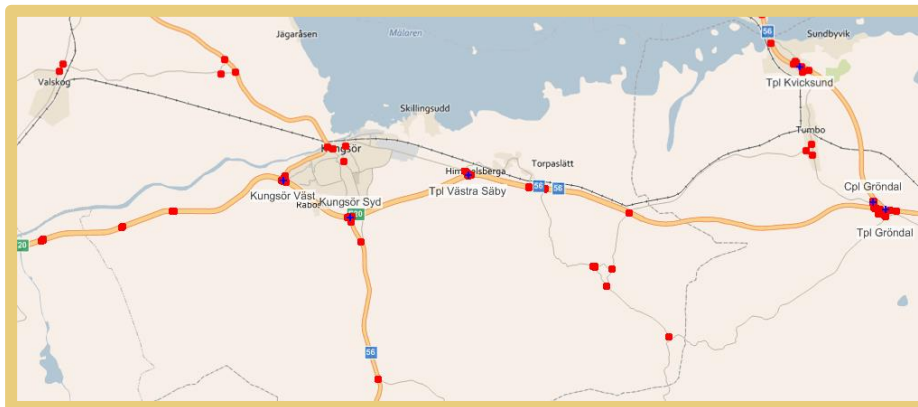 56
Jägaråsen
Mälaren
Sundbyvik
Valskog
Tpl Kvicksund
Skillingsudd
Tumbo
Kungsör
Torpaslätt
Tpl Västra Säby
56
56
Kungsör Väst
Kungsör Syd
Cpl Gröndal
20
Tpl Gröndal
20
56